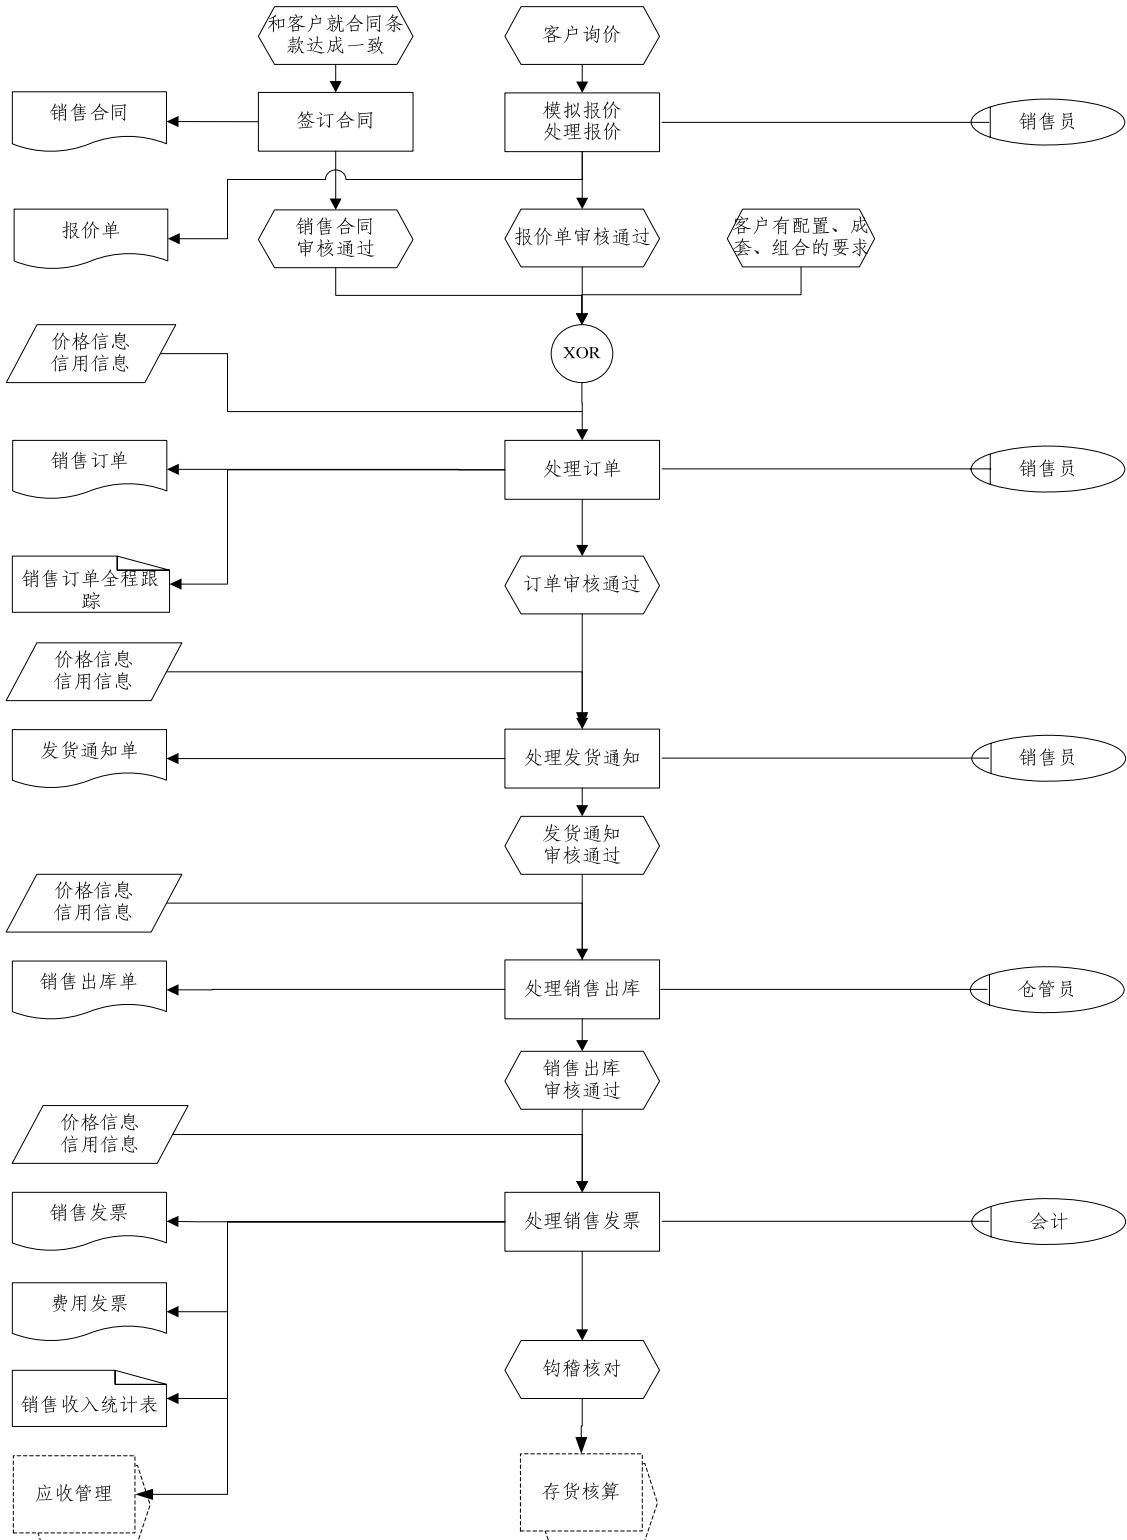 和客户就合同条
款达成一致
客户询价
销售合同
签订合同
模拟报价
处理报价
销售员
报价单
销售合同
审核通过
报价单审核通过
客户有配置、成
套、组合的要求
价格信息
信用信息
XOR
销售订单
处理订单
销售员
销售订单全程跟
踪
订单审核通过
价格信息
信用信息
发货通知单
处理发货通知
销售员
发货通知
审核通过
价格信息
信用信息
销售出库单
处理销售出库
仓管员
销售出库
审核通过
价格信息
信用信息
销售发票
处理销售发票
会计
费用发票
钩稽核对
销售收入统计表
应收管理
存货核算